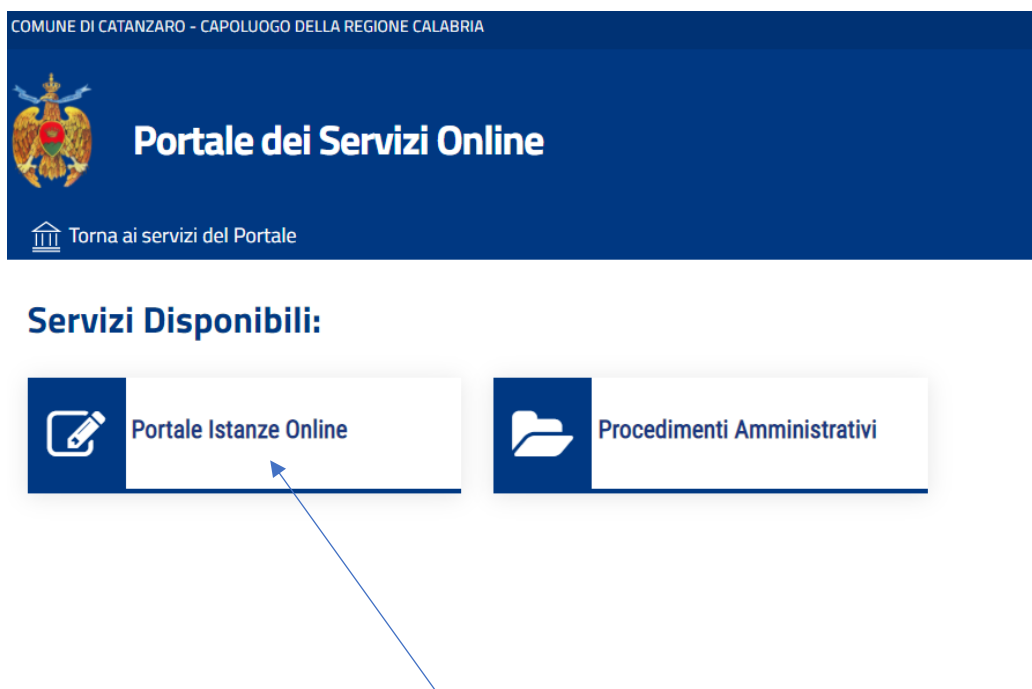 COMUNE DI CATANZARO - CAPOLUOGO DELLA REGIONE CALABRIA
Portale dei Servizi Online
Torna ai servizi del Portale
Servizi Disponibili:
Portale Istanze Online
Procedimenti Amministrativi